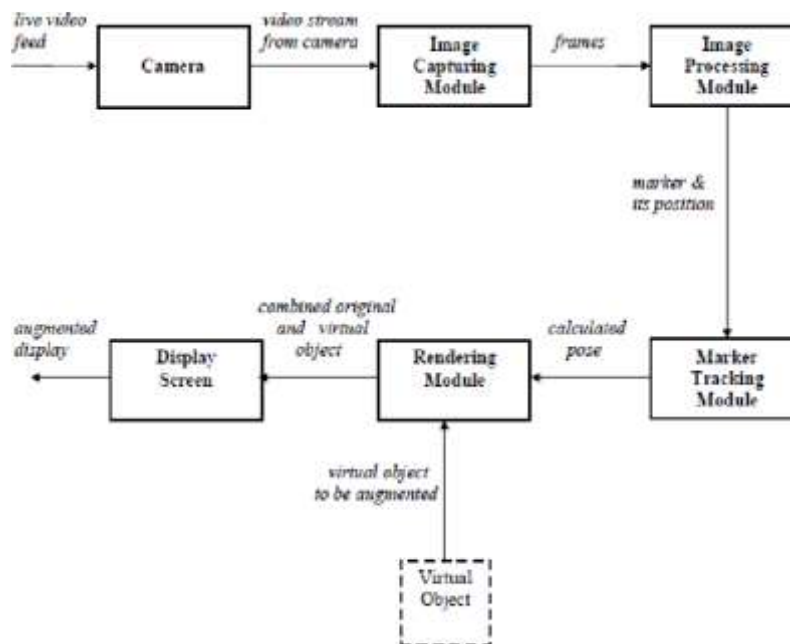 live video
feed
Camera
video stream
from camera
Image
Capturing
Module
frames
Image
Processing
Module
marker &
its position
Marker
Tracking
Module
calculated
pose
Rendering
Module
combined original
and virtual
object
Display
Screen
augmented
display
virtual object
to be augmented
Virtual
Object